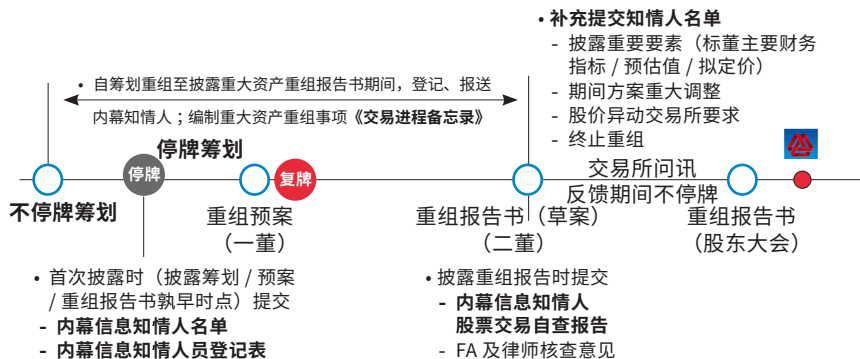 • 补充提交知情人名单
- 披露重要要素（标董主要财务
指标 / 预估值 / 拟定价）
- 期间方案重大调整
- 股价异动交易所要求
- 终止重组
• 自筹划重组至披露重大资产重组报告书期间，登记、报送
内幕知情人；编制重大资产重组事项《交易进程备忘录》
停牌筹划
停牌
复牌
交易所问讯
反馈期间不停牌
不停牌筹划
重组预案
（一董）
重组报告书（草案）
（二董）
重组报告书
（股东大会）
• 首次披露时（披露筹划 / 预案
/ 重组报告书孰早时点）提交
- 内幕信息知情人名单
- 内幕信息知情人员登记表
• 披露重组报告时提交
- 内幕信息知情人
股票交易自查报告
- FA 及律师核查意见